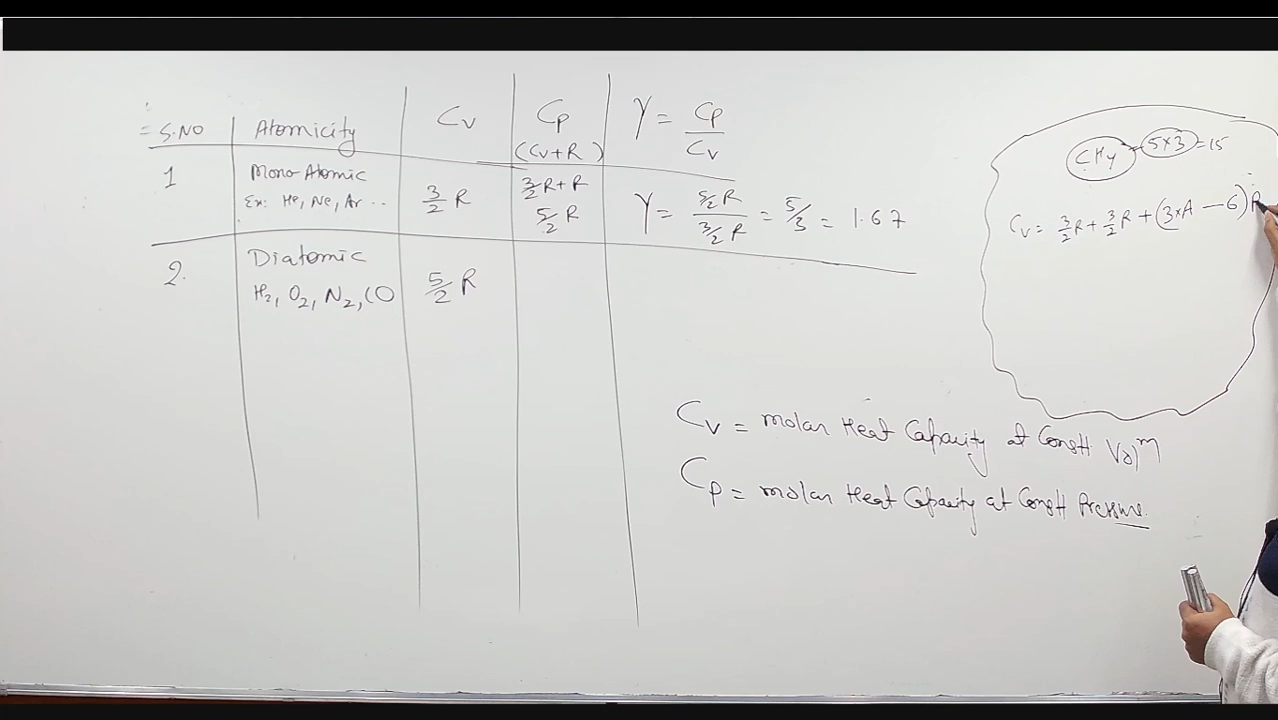 S.NO Atomicity Cv Cp (Cv+R) γ = Cp/Cv
1 Mono Atomic
Ex: He, Ne, Ar .. 3/2 R 3/2 R + R
5/2 R γ = 5/2 R / 3/2 R = 5/3 = 1.67
2. Diatomic
H2, O2, N2, CO 5/2 R
CH4 5×3 = 15
Cv = 3/2 R + 3/2 R + (3×A − 6) R
Cv = molar Heat Capacity at Constt Vol^m
Cp = molar Heat Capacity at Constt Pressure.